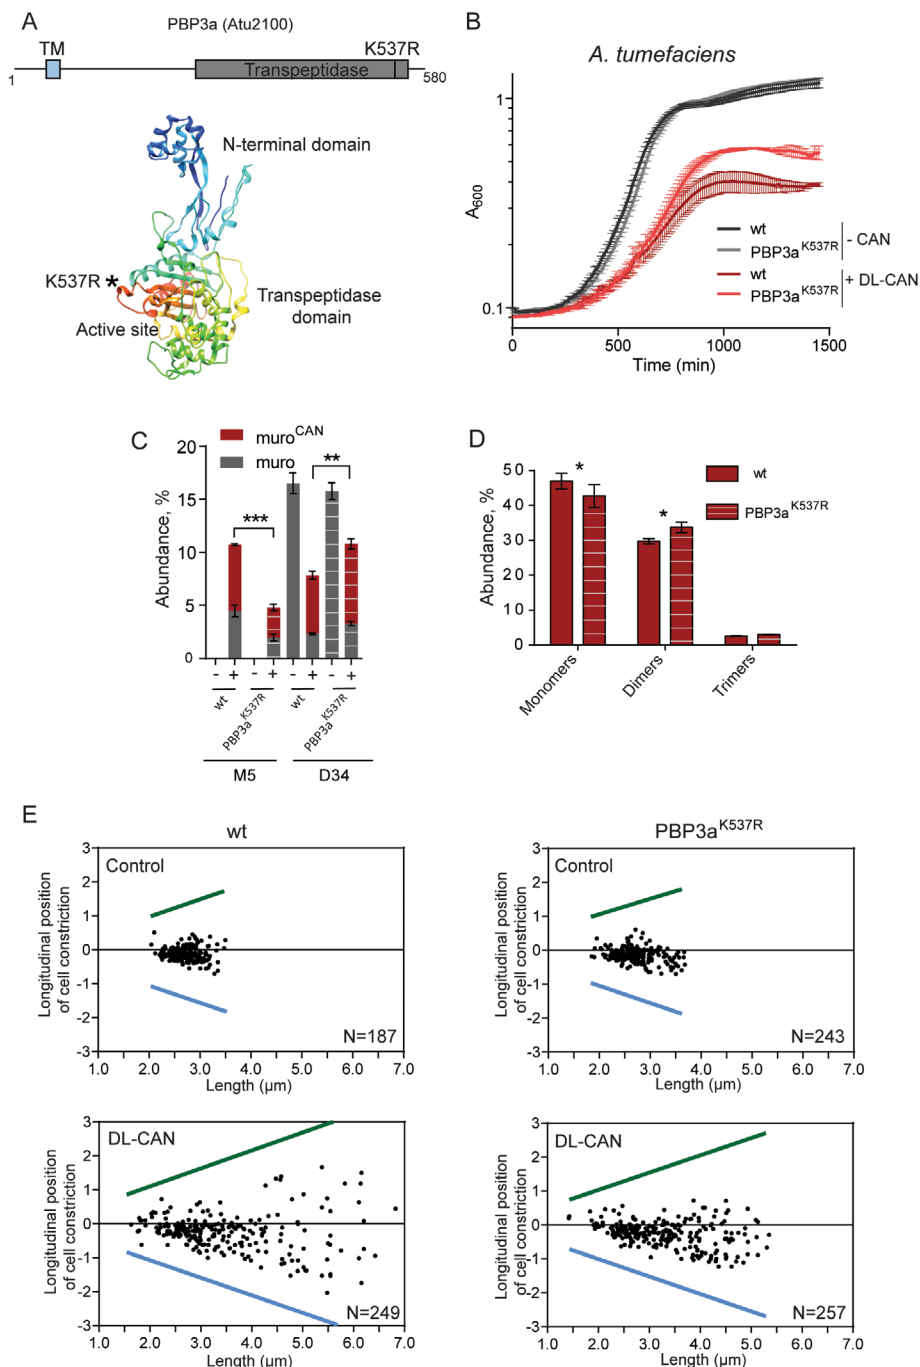 A
PBP3a (Atu2100)
TM
K537R
Transpeptidase
1
580
N-terminal domain
K537R *
Active site
Transpeptidase
domain
B
A. tumefaciens
1
0.1
A600
wt
PBP3aK537R
- CAN
wt
PBP3aK537R
+ DL-CAN
0
500
1000
1500
Time (min)
C
muroCAN
muro
20
15
10
5
0
Abundance, %
***
**
- + - + - + - +
wt
PBP3aK537R
wt
PBP3aK537R
M5
D34
D
50
40
30
20
10
0
Abundance, %
*
*
wt
PBP3aK537R
Monomers
Dimers
Trimers
E
wt
Control
3
2
1
0
-1
-2
-3
Longitudinal position
of cell constriction
N=187
1.0 2.0 3.0 4.0 5.0 6.0 7.0
Length (µm)
PBP3aK537R
Control
3
2
1
0
-1
-2
-3
Longitudinal position
of cell constriction
N=243
1.0 2.0 3.0 4.0 5.0 6.0 7.0
Length (µm)
DL-CAN
3
2
1
0
-1
-2
-3
Longitudinal position
of cell constriction
N=249
1.0 2.0 3.0 4.0 5.0 6.0 7.0
Length (µm)
DL-CAN
3
2
1
0
-1
-2
-3
Longitudinal position
of cell constriction
N=257
1.0 2.0 3.0 4.0 5.0 6.0 7.0
Length (µm)